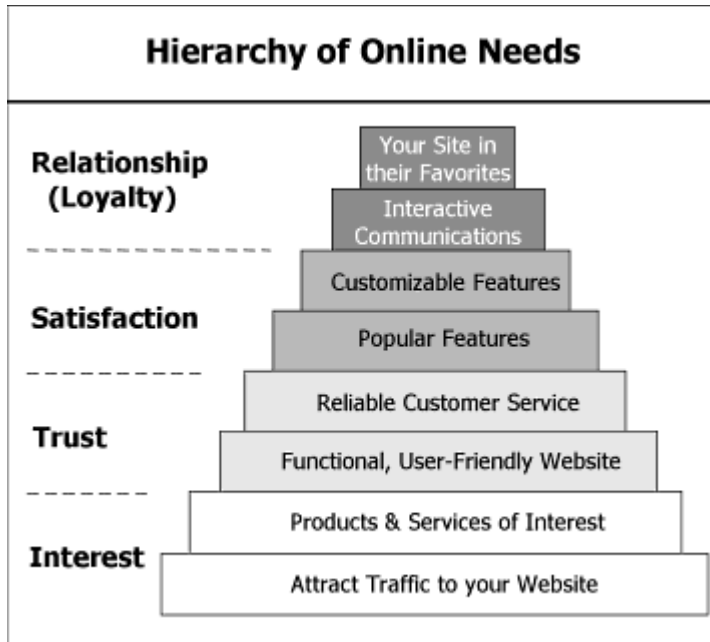 Hierarchy of Online Needs
Relationship
(Loyalty)
Your Site in
their Favorites
Interactive
Communications
Satisfaction
Customizable Features
Popular Features
Trust
Reliable Customer Service
Functional, User-Friendly Website
Interest
Products & Services of Interest
Attract Traffic to your Website